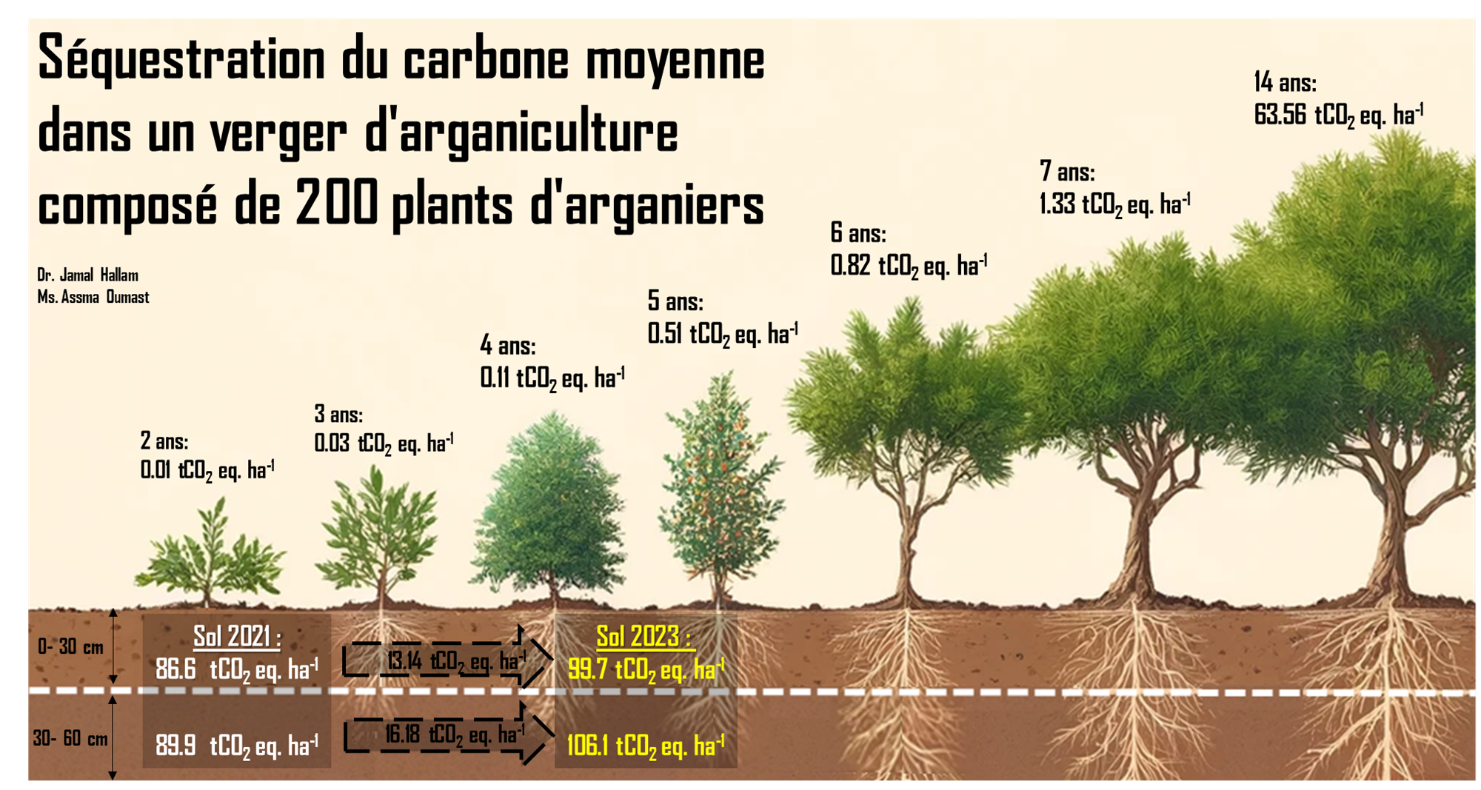 Séquestration du carbone moyenne
dans un verger d'arganiculture
composé de 200 plants d'arganiers
Dr. Jamal Hallam
Ms. Assma Oumast
2 ans:
0.01 tCO₂ eq. ha⁻¹
3 ans:
0.03 tCO₂ eq. ha⁻¹
4 ans:
0.11 tCO₂ eq. ha⁻¹
5 ans:
0.51 tCO₂ eq. ha⁻¹
6 ans:
0.82 tCO₂ eq. ha⁻¹
7 ans:
1.33 tCO₂ eq. ha⁻¹
14 ans:
63.56 tCO₂ eq. ha⁻¹
0- 30 cm
Sol 2021 :
86.6 tCO₂ eq. ha⁻¹
13.14 tCO₂ eq. ha⁻¹
Sol 2023 :
99.7 tCO₂ eq. ha⁻¹
30- 60 cm
89.9 tCO₂ eq. ha⁻¹
16.18 tCO₂ eq. ha⁻¹
106.1 tCO₂ eq. ha⁻¹